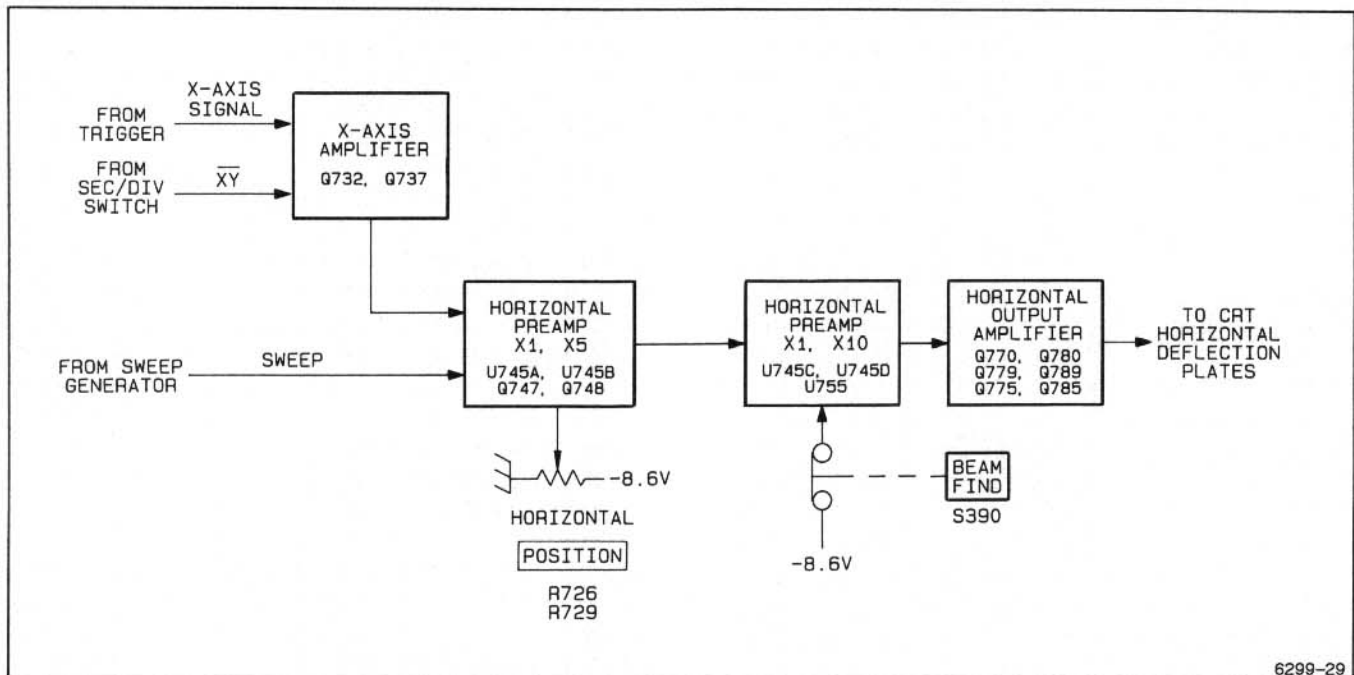 X-AXIS
SIGNAL
FROM
TRIGGER
FROM
SEC/DIV
SWITCH
X̅Y̅
X-AXIS
AMPLIFIER
Q732, Q737
FROM SWEEP
GENERATOR
SWEEP
HORIZONTAL
PREAMP
X1, X5
U745A, U745B
Q747, Q748
HORIZONTAL
PREAMP
X1, X10
U745C, U745D
U755
HORIZONTAL
OUTPUT
AMPLIFIER
Q770, Q780
Q779, Q789
Q775, Q785
TO CRT
HORIZONTAL
DEFLECTION
PLATES
-8.6V
HORIZONTAL
POSITION
R726
R729
BEAM
FIND
S390
-8.6V
6299-29